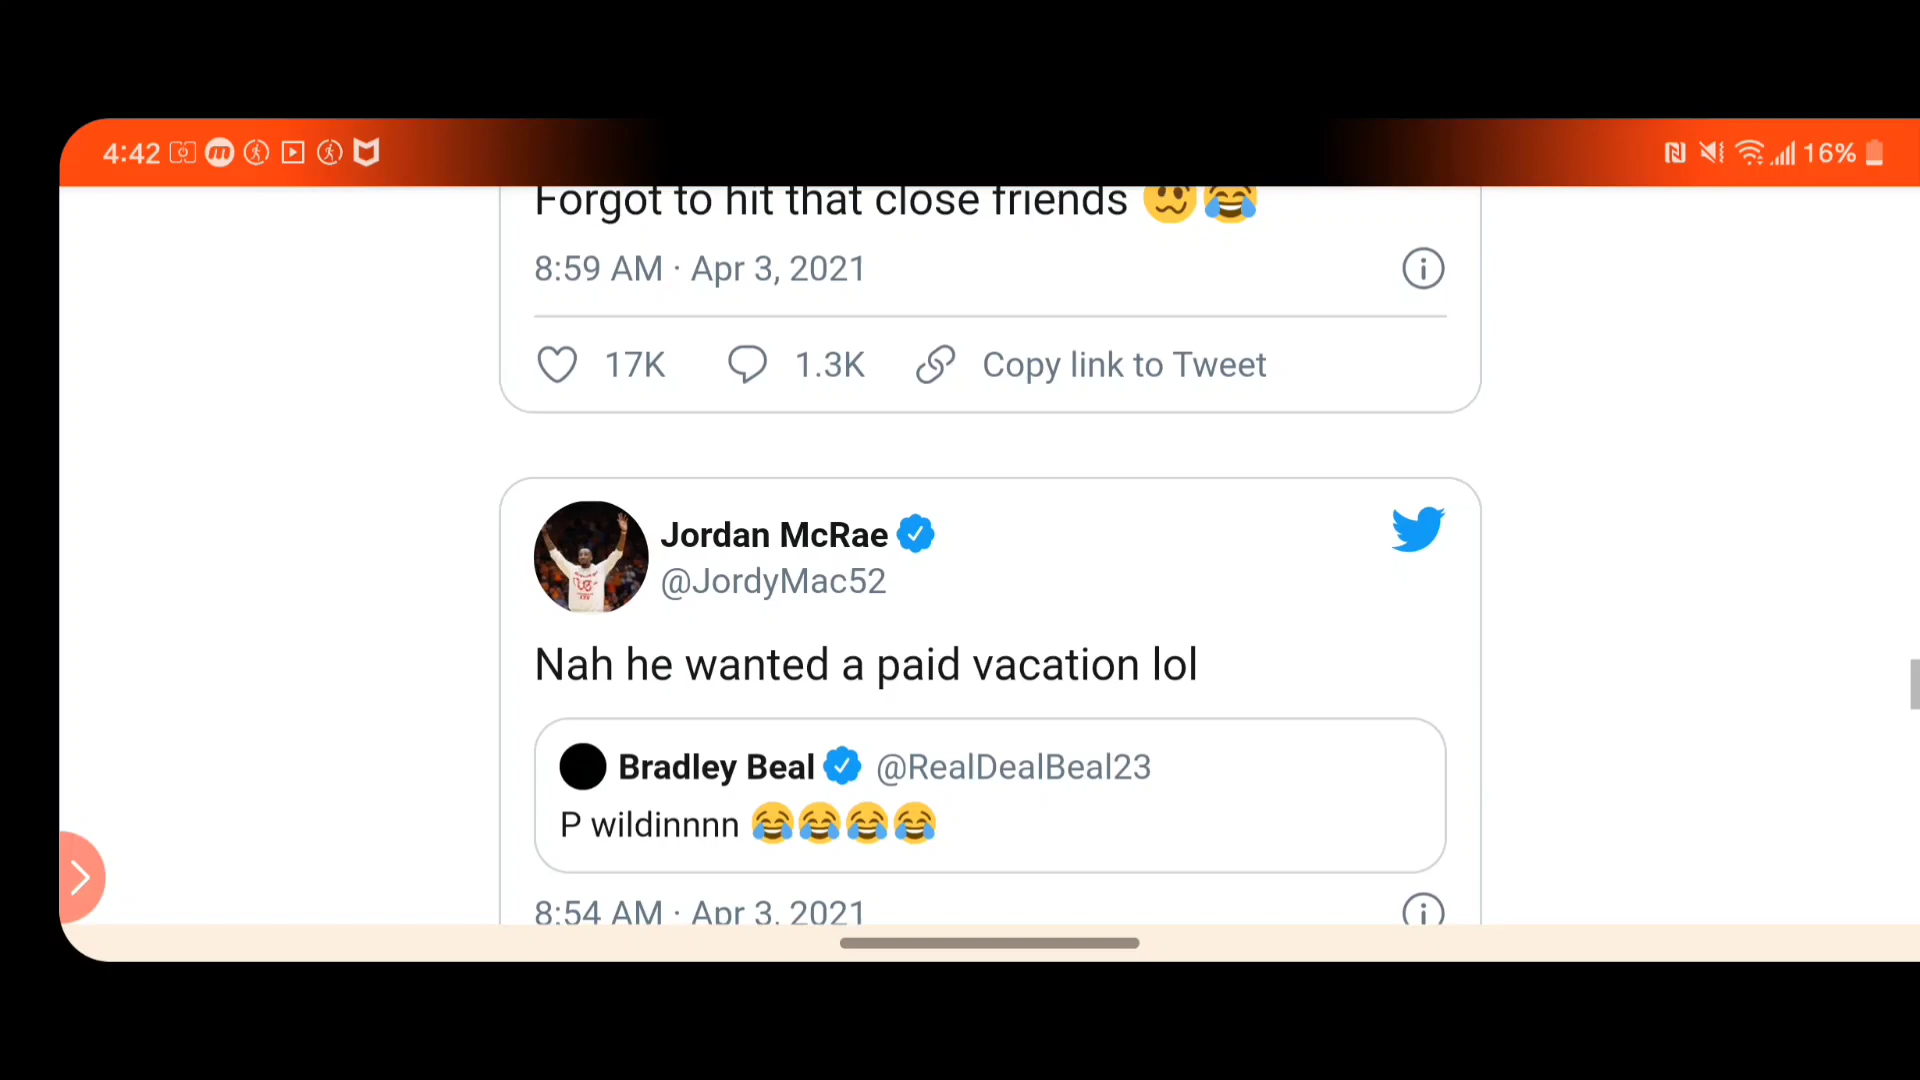 4:42
16%
Forgot to hit that close friends 🥴😂
8:59 AM · Apr 3, 2021
17K 1.3K Copy link to Tweet
Jordan McRae
@JordyMac52
Nah he wanted a paid vacation lol
Bradley Beal @RealDealBeal23
P wildinnnn 😂😂😂😂
8:54 AM · Apr 3, 2021